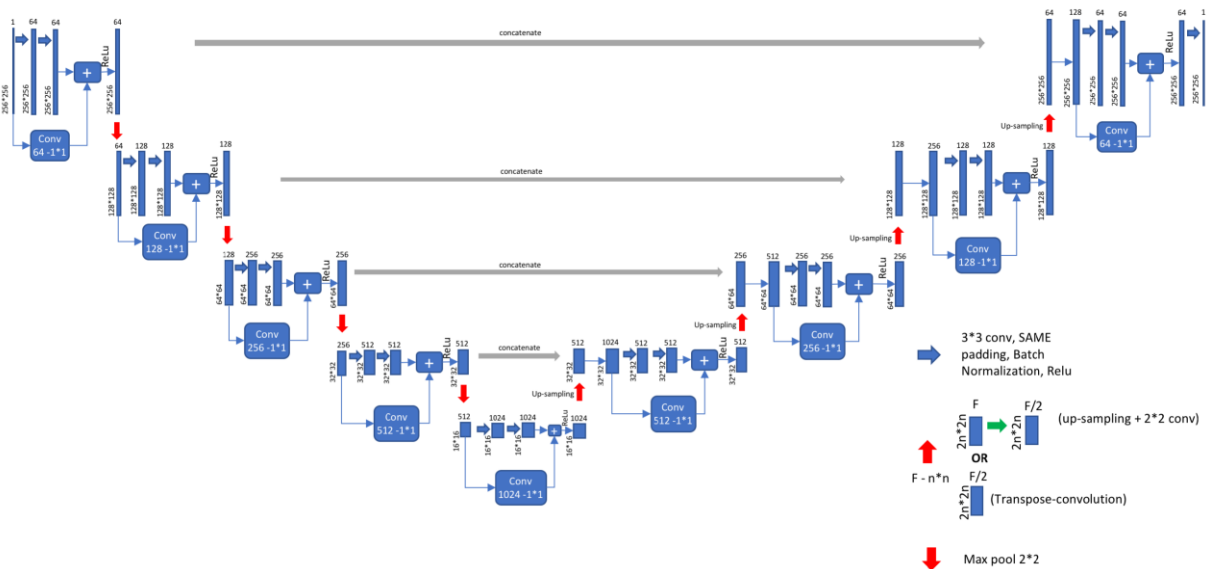 1 64 64 64
256*256 256*256 256*256 256*256
ReLu
+
Conv
64 -1*1
concatenate
64 128 64 64 64 1
256*256 256*256 256*256 256*256 256*256 256*256
ReLu
+
Conv
64 -1*1
Up-sampling
64 128 128 128
128*128 128*128 128*128 128*128
ReLu
+
Conv
128 -1*1
concatenate
128 256 128 128 128
128*128 128*128 128*128 128*128 128*128
ReLu
+
Conv
128 -1*1
Up-sampling
128 256 256 256
64*64 64*64 64*64 64*64
ReLu
+
Conv
256 -1*1
concatenate
256 512 256 256 256
64*64 64*64 64*64 64*64 64*64
ReLu
+
Conv
256 -1*1
Up-sampling
256 512 512 512
32*32 32*32 32*32 32*32
ReLu
+
Conv
512 -1*1
concatenate
512 1024 512 512 512
32*32 32*32 32*32 32*32 32*32
ReLu
+
Conv
512 -1*1
Up-sampling
512 1024 1024 1024
16*16 16*16 16*16 16*16
ReLu
+
Conv
1024 -1*1
3*3 conv, SAME
padding, Batch
Normalization, Relu
F F/2
2n*2n 2n*2n
(up-sampling + 2*2 conv)
OR
F - n*n
F/2
2n*2n
(Transpose-convolution)
Max pool 2*2